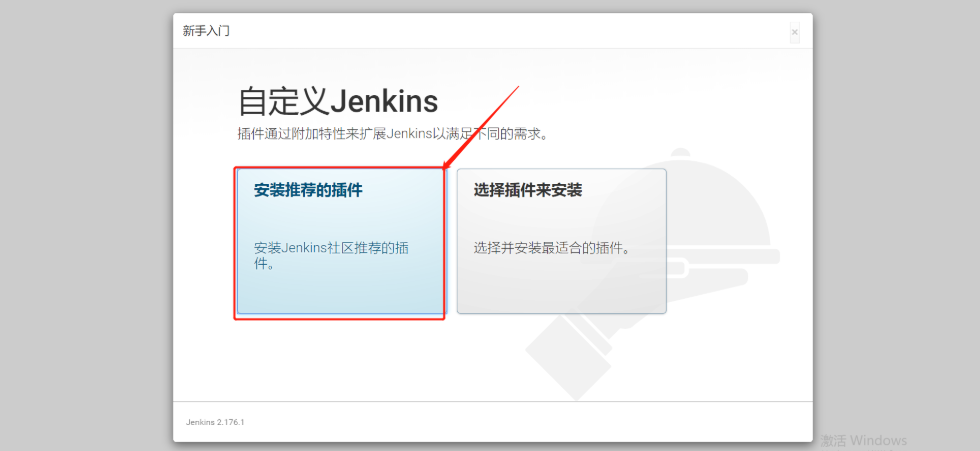 新手入门
×
自定义Jenkins
插件通过附加特性来扩展Jenkins以满足不同的需求。
安装推荐的插件
安装Jenkins社区推荐的插
件。
选择插件来安装
选择并安装最适合的插件。
Jenkins 2.176.1
激活 Windows